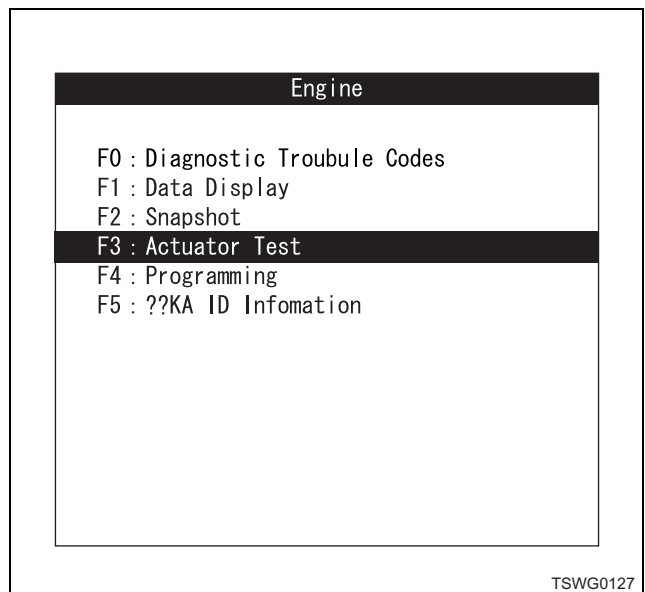 Engine
F0 : Diagnostic Troubule Codes
F1 : Data Display
F2 : Snapshot
F3 : Actuator Test
F4 : Programming
F5 : ??KA ID Infomation
TSWG0127